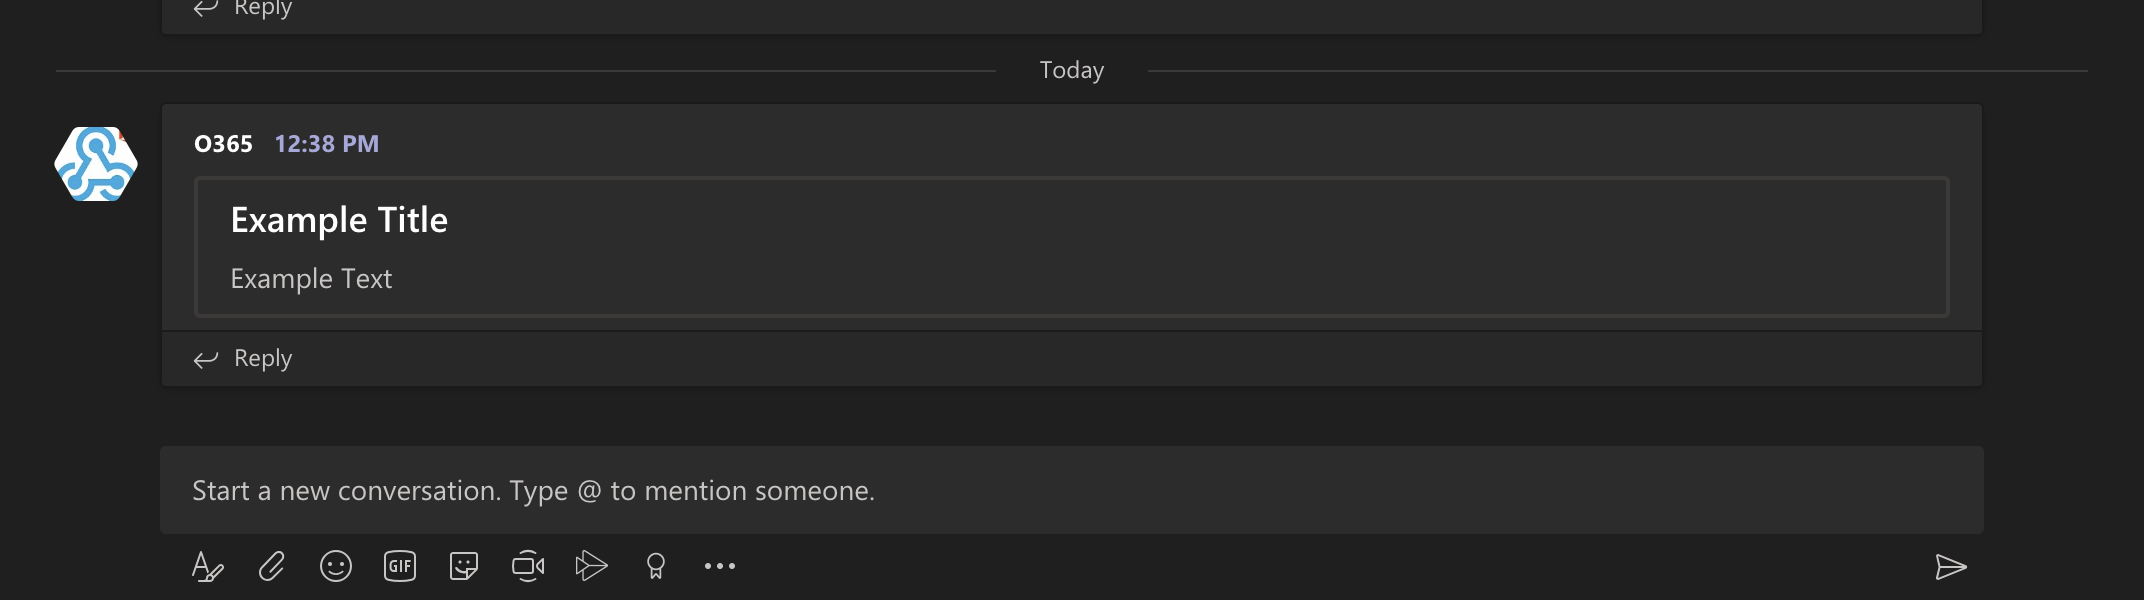 Reply
Today
O365 12:38 PM
Example Title
Example Text
Reply
Start a new conversation. Type @ to mention someone.
GIF